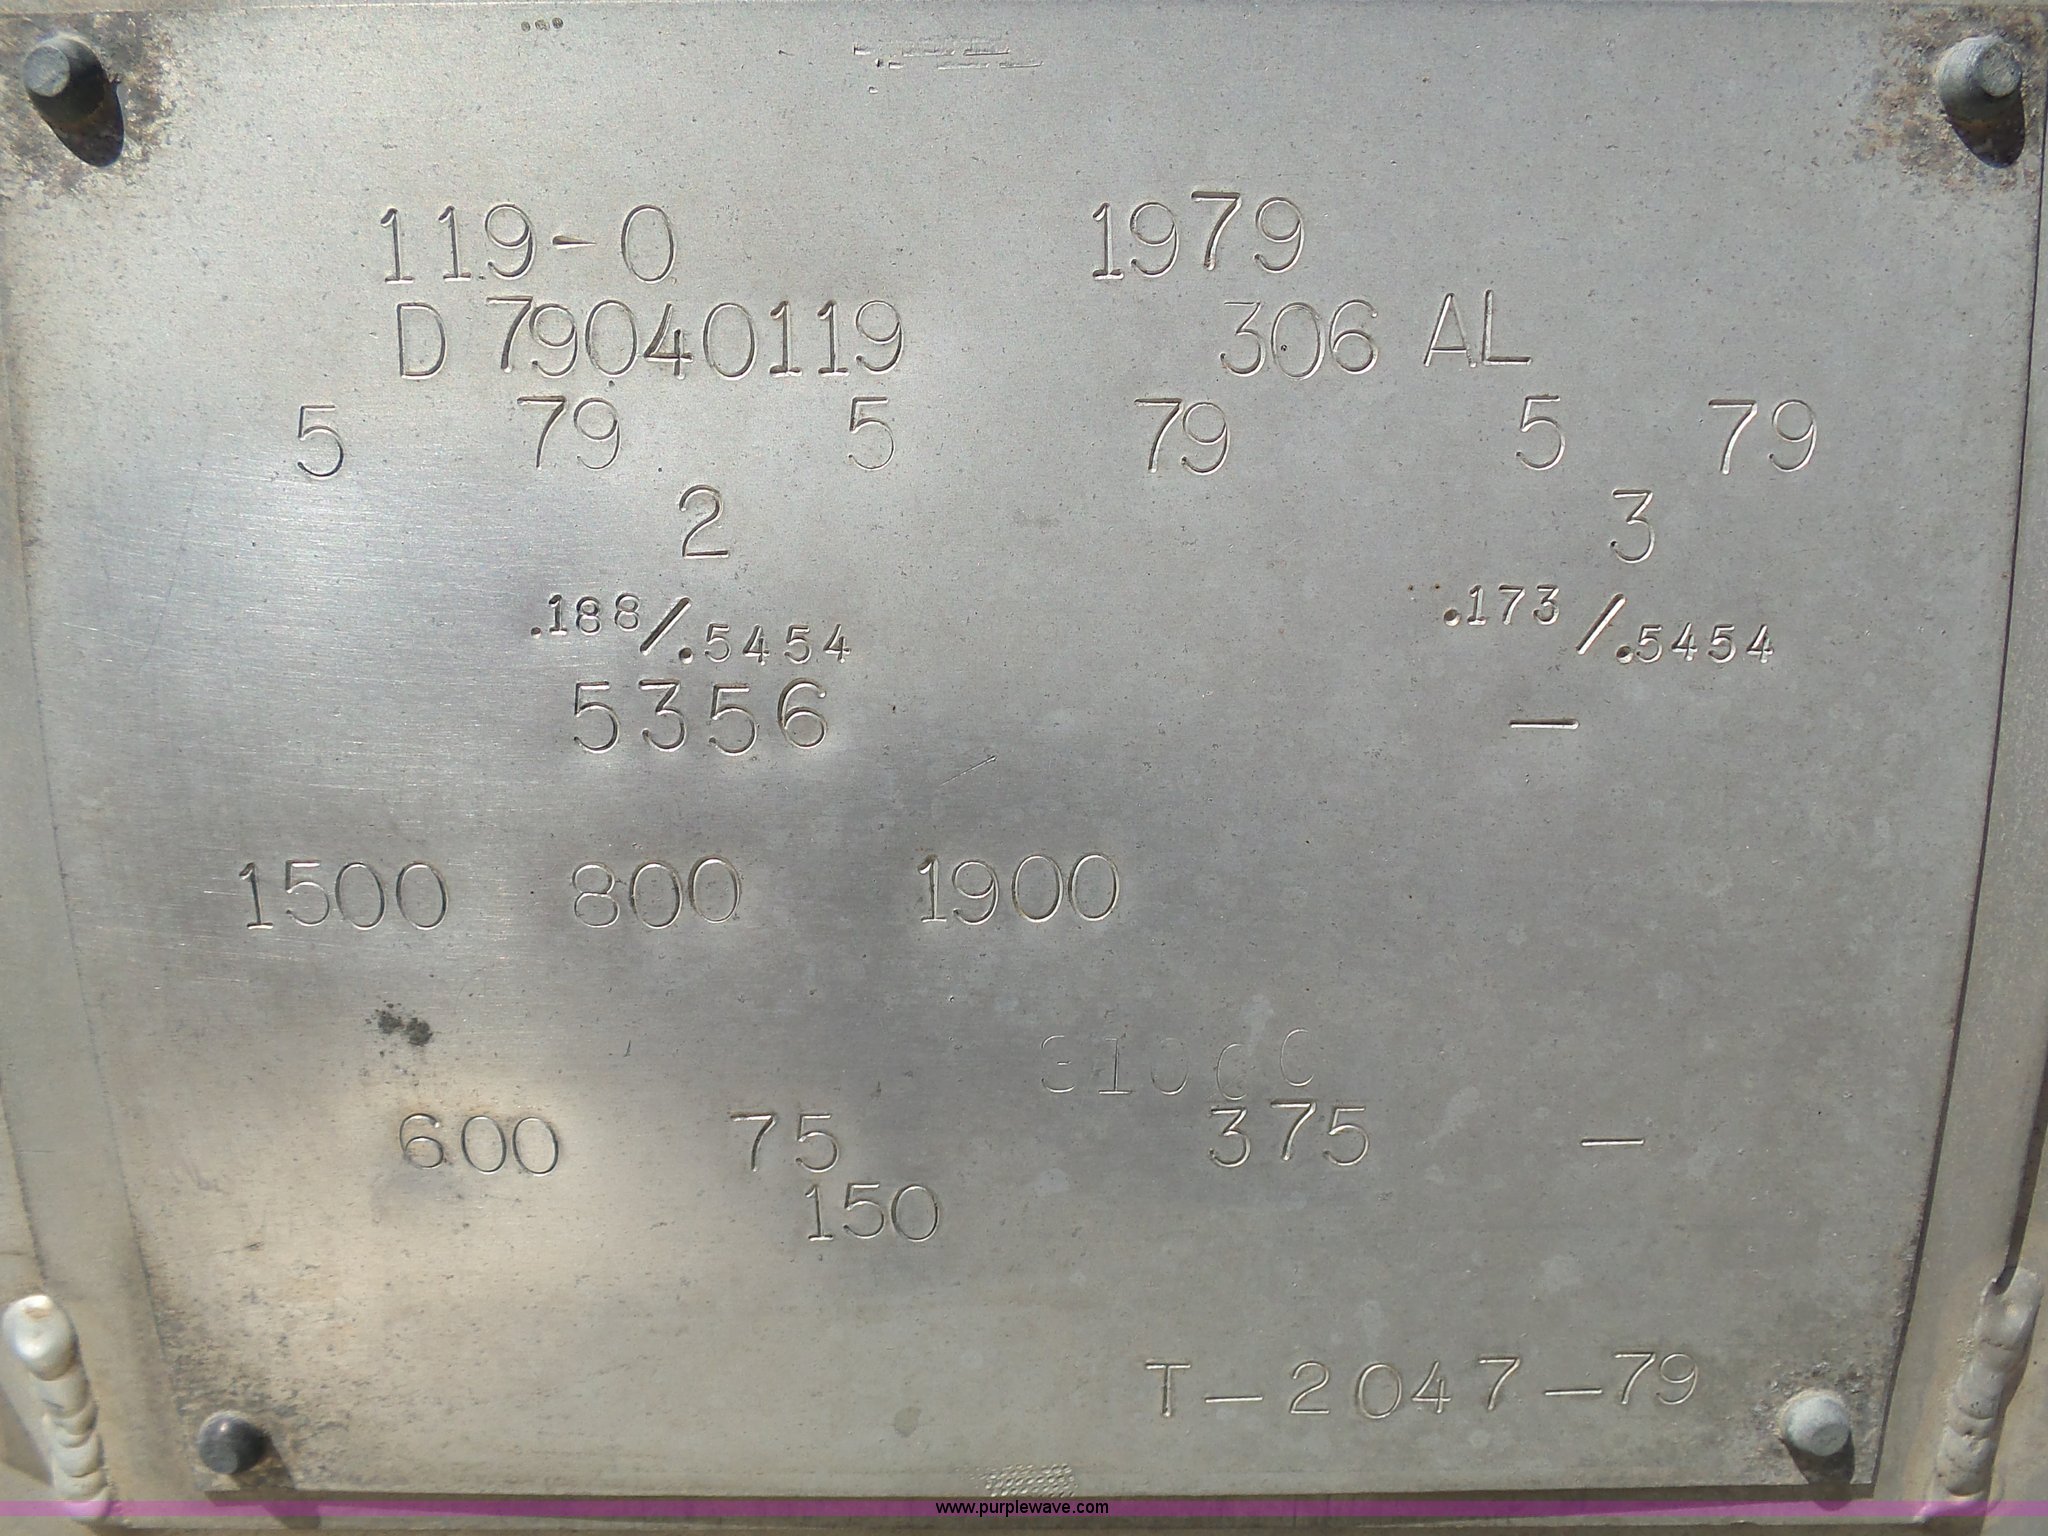 119-0 1979
D 79040119 306 AL
5 79 5 79 5 79
2 3
.188/.5454 .173/.5454
5356 —
1500 800 1900
600 75 375 —
150
T-2047-79
www.purplewave.com